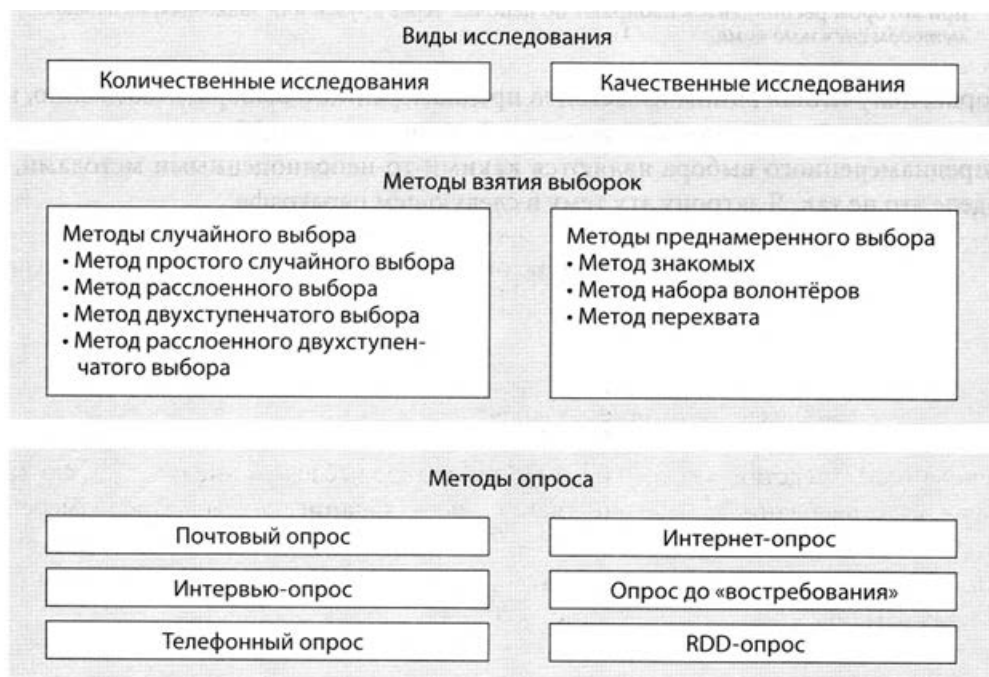 Виды исследования
Количественные исследования
Качественные исследования
Методы взятия выборок
Методы случайного выбора
• Метод простого случайного выбора
• Метод расслоенного выбора
• Метод двухступенчатого выбора
• Метод расслоенного двухступен-
чатого выбора
Методы преднамеренного выбора
• Метод знакомых
• Метод набора волонтёров
• Метод перехвата
Методы опроса
Почтовый опрос
Интернет-опрос
Интервью-опрос
Опрос до «востребования»
Телефонный опрос
RDD-опрос